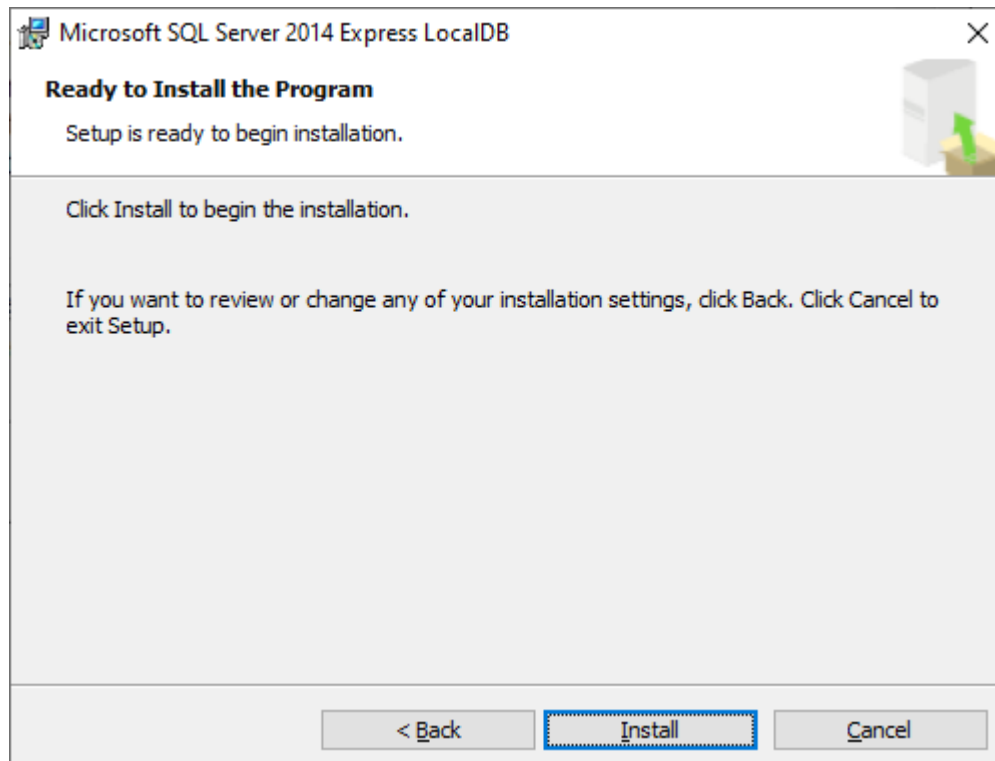 Microsoft SQL Server 2014 Express LocalDB
Ready to Install the Program
Setup is ready to begin installation.
Click Install to begin the installation.
If you want to review or change any of your installation settings, click Back. Click Cancel to
exit Setup.
< Back
Install
Cancel